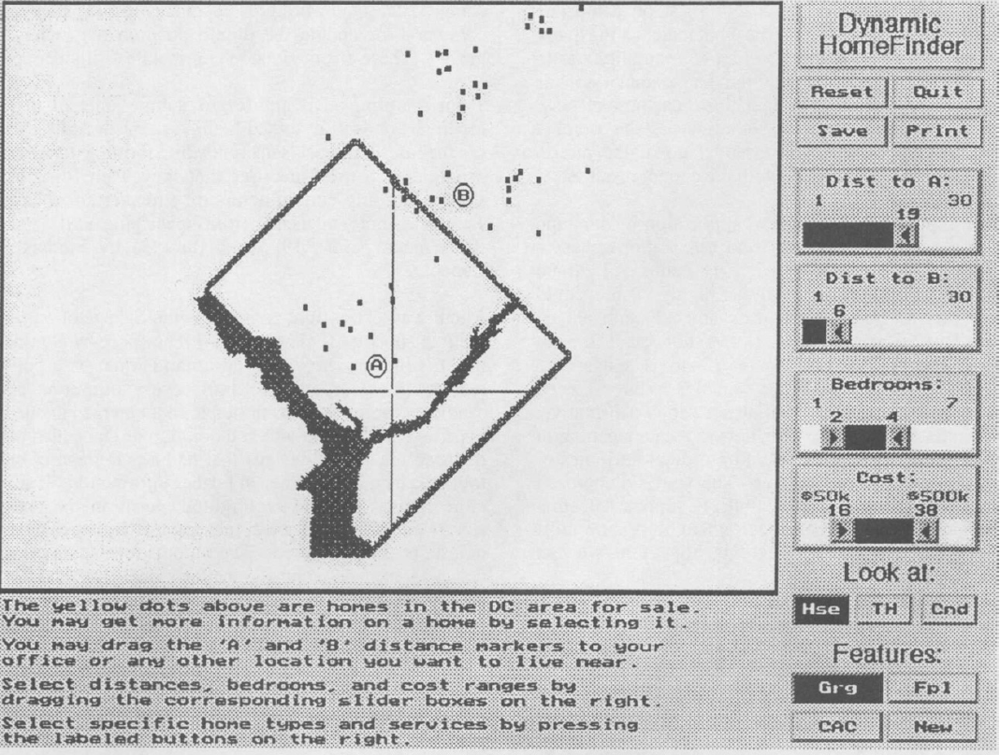 Dynamic
HomeFinder
Reset Quit
Save Print
Dist to A:
1 30
19
Dist to B:
1 30
6
Bedrooms:
1 7
2 4
Cost:
$50k $500k
16 38
Look at:
Hse TH Cnd
Features:
Grg Fpl
CAC New
B
A
The yellow dots above are homes in the DC area for sale.
You may get more information on a home by selecting it.
You may drag the 'A' and 'B' distance markers to your
office or any other location you want to live near.
Select distances, bedrooms, and cost ranges by
dragging the corresponding slider boxes on the right.
Select specific home types and services by pressing
the labeled buttons on the right.